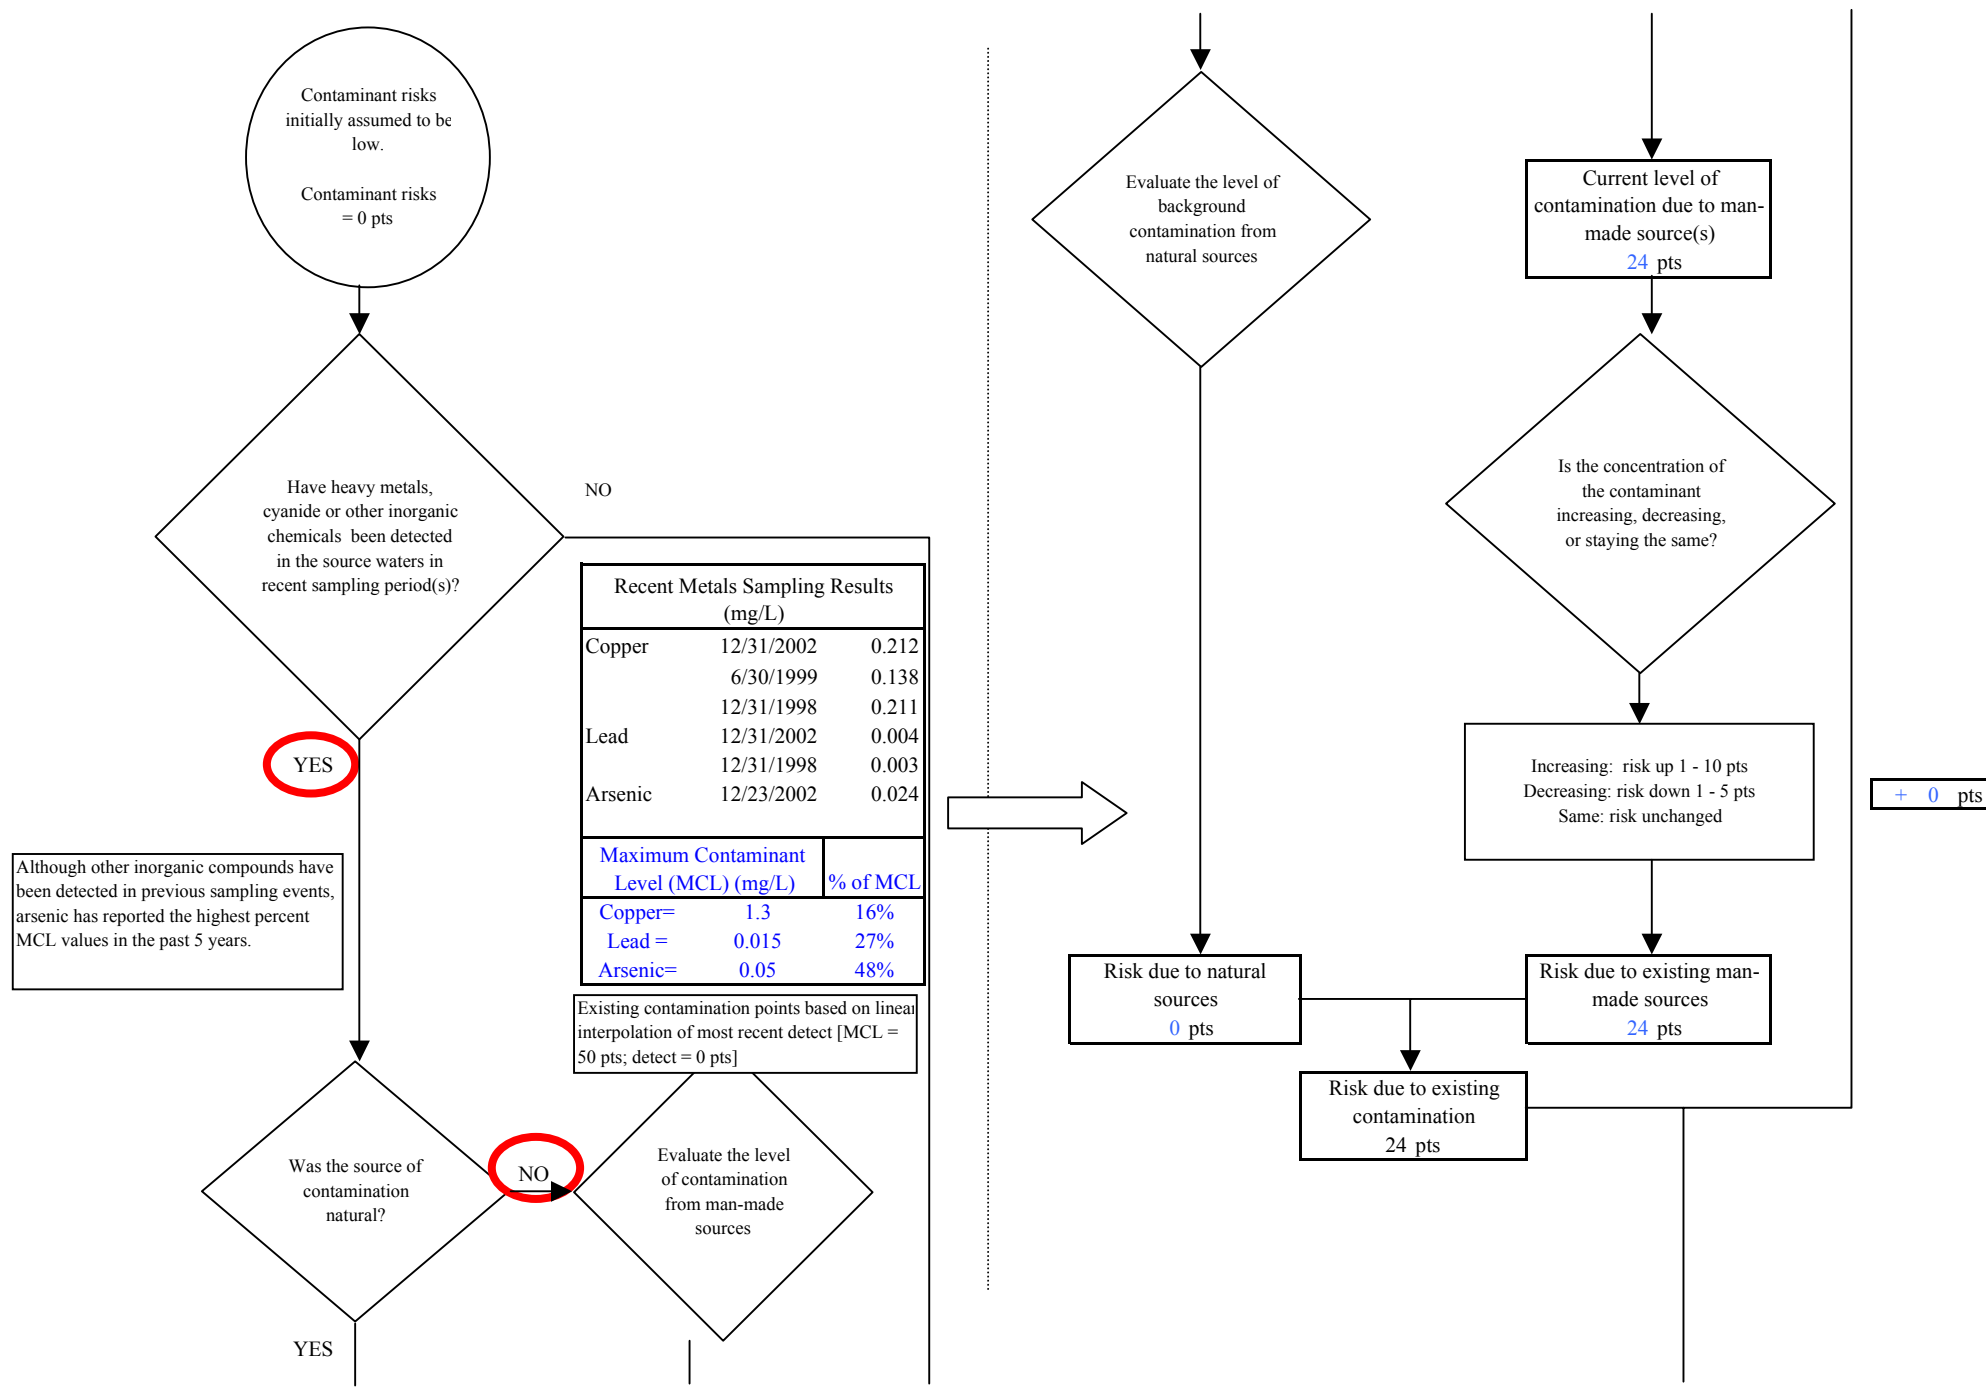 Contaminant risks
initially assumed to be
low.
Contaminant risks
= 0 pts
Have heavy metals,
cyanide or other inorganic
chemicals been detected
in the source waters in
recent sampling period(s)?
NO
YES
Recent Metals Sampling Results
(mg/L)
Copper 12/31/2002 0.212
6/30/1999 0.138
12/31/1998 0.211
Lead 12/31/2002 0.004
12/31/1998 0.003
Arsenic 12/23/2002 0.024
Maximum Contaminant
Level (MCL) (mg/L) % of MCL
Copper= 1.3 16%
Lead = 0.015 27%
Arsenic= 0.05 48%
Although other inorganic compounds have
been detected in previous sampling events,
arsenic has reported the highest percent
MCL values in the past 5 years.
Existing contamination points based on linear
interpolation of most recent detect [MCL =
50 pts; detect = 0 pts]
Was the source of
contamination
natural?
NO
YES
Evaluate the level
of contamination
from man-made
sources
Evaluate the level of
background
contamination from
natural sources
Current level of
contamination due to man-
made source(s)
24 pts
Is the concentration of
the contaminant
increasing, decreasing,
or staying the same?
Increasing: risk up 1 - 10 pts
Decreasing: risk down 1 - 5 pts
Same: risk unchanged
+ 0 pts
Risk due to natural
sources
0 pts
Risk due to existing man-
made sources
24 pts
Risk due to existing
contamination
24 pts